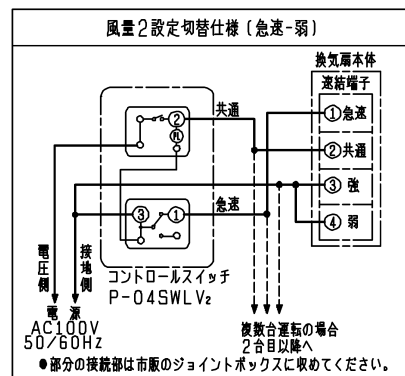 風量2設定切替仕様(急速-弱)
換気扇本体
速結端子
①急速
②共通
③強
④弱
共通
②
PL
急速
③
①
電圧側
接地側
電源
AC100V
50/60Hz
コントロールスイッチ
P-04SWLV₂
複数台運転の場合
2台目以降へ
●部分の接続部は市販のジョイントボックスに収めてください。